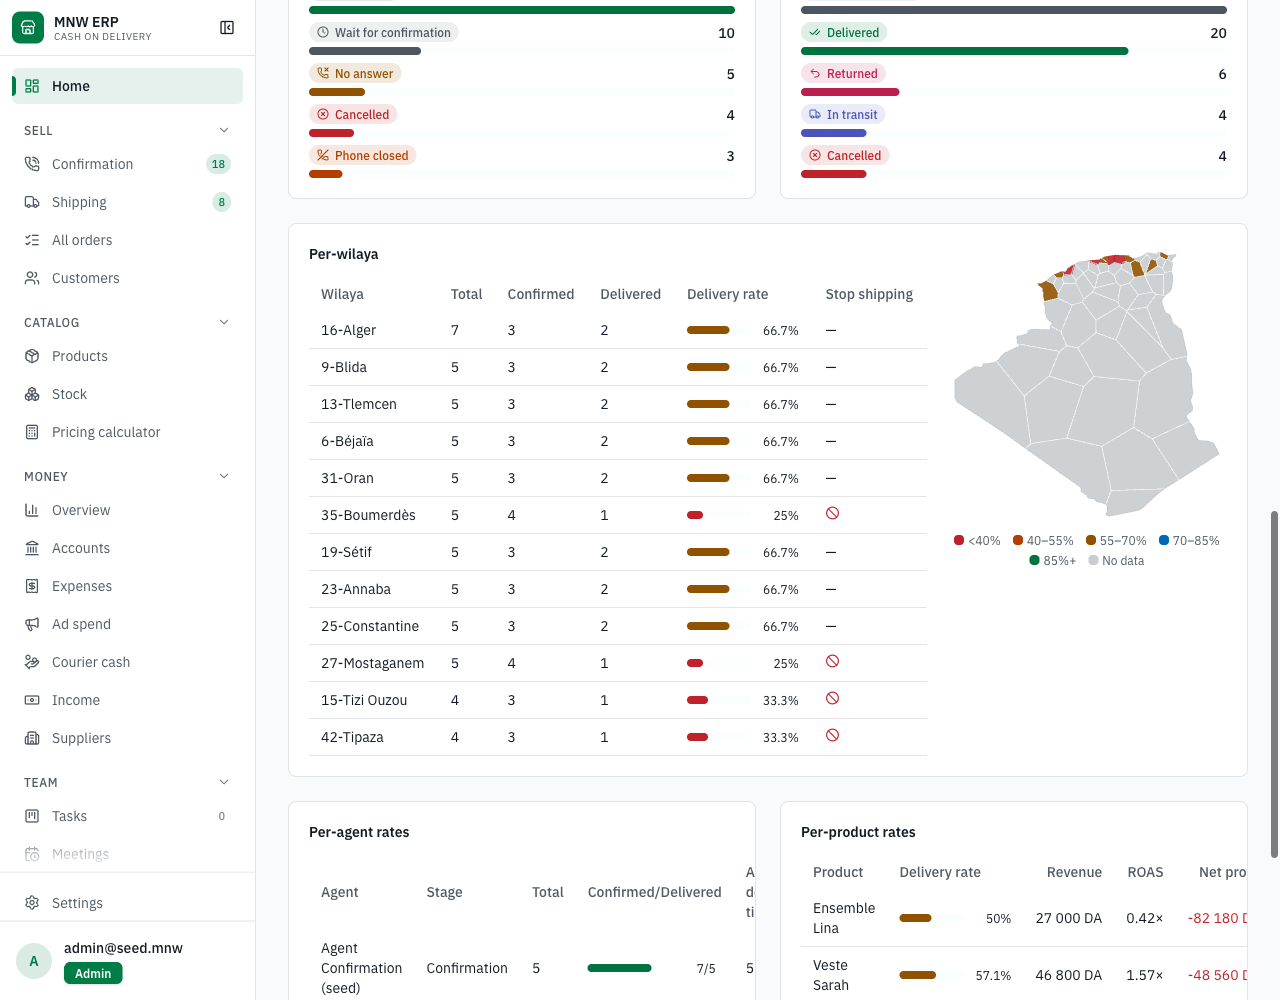 MNW ERP
CASH ON DELIVERY
Home
SELL
Confirmation 18
Shipping 8
All orders
Customers
CATALOG
Products
Stock
Pricing calculator
MONEY
Overview
Accounts
Expenses
Ad spend
Courier cash
Income
Suppliers
TEAM
Tasks 0
Meetings
Settings
A
admin@seed.mnw
Admin
Wait for confirmation 10
No answer 5
Cancelled 4
Phone closed 3
Delivered 20
Returned 6
In transit 4
Cancelled 4
Per-wilaya
Wilaya Total Confirmed Delivered Delivery rate Stop shipping
16-Alger 7 3 2 66.7% —
9-Blida 5 3 2 66.7% —
13-Tlemcen 5 3 2 66.7% —
6-Béjaïa 5 3 2 66.7% —
31-Oran 5 3 2 66.7% —
35-Boumerdès 5 4 1 25%
19-Sétif 5 3 2 66.7% —
23-Annaba 5 3 2 66.7% —
25-Constantine 5 3 2 66.7% —
27-Mostaganem 5 4 1 25%
15-Tizi Ouzou 4 3 1 33.3%
42-Tipaza 4 3 1 33.3%
<40% 40–55% 55–70% 70–85%
85%+ No data
Per-agent rates
Agent Stage Total Confirmed/Delivered
Agent
Confirmation
(seed)
Confirmation 5 7/5 5
Per-product rates
Product Delivery rate Revenue ROAS Net pro
Ensemble
Lina
50% 27 000 DA 0.42× -82 180
Veste
Sarah
57.1% 46 800 DA 1.57× -48 560